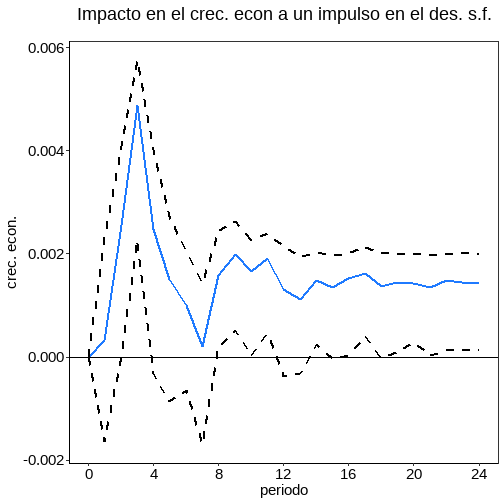 Impacto en el crec. econ a un impulso en el des. s.f.
0.006
0.004
0.002
0.000
-0.002
crec. econ.
0 4 8 12 16 20 24
periodo